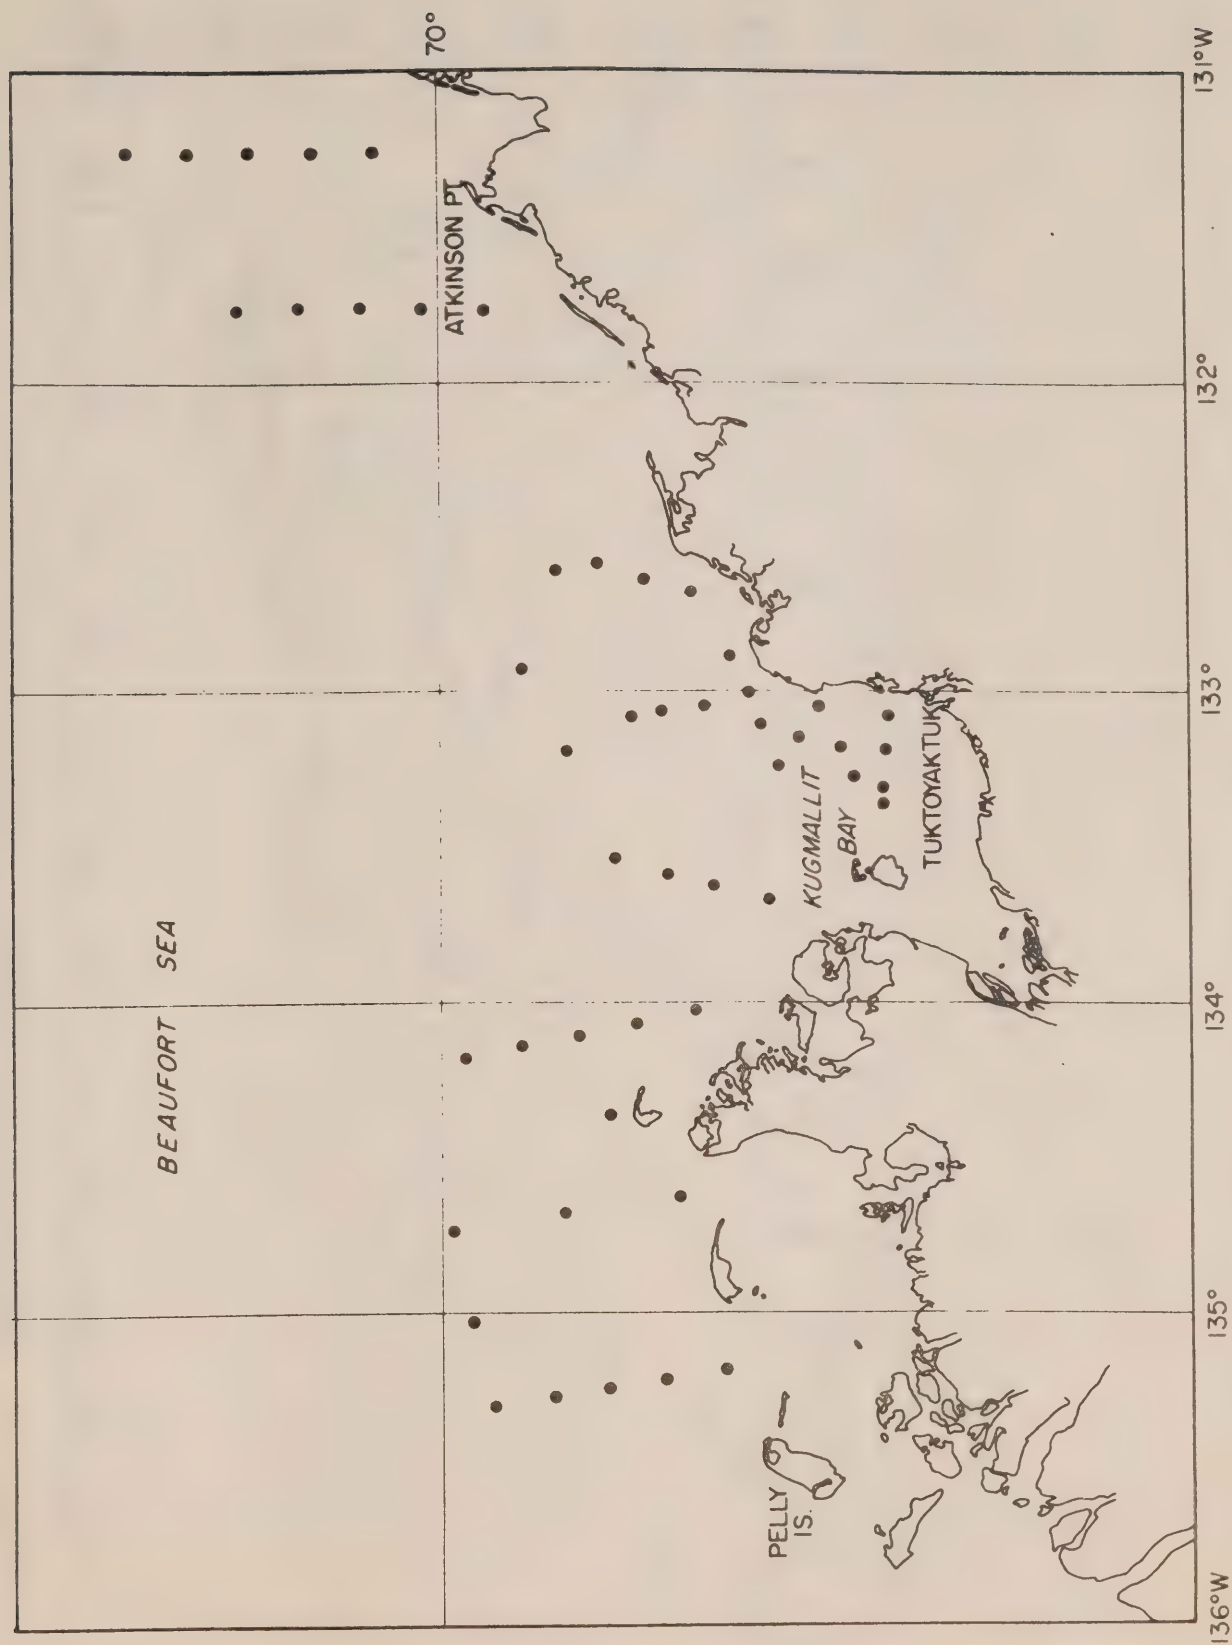 BEAUFORT SEA
70°
ATKINSON PT.
KUGMALLIT
BAY
TUKTOYAKTUK
PELLY
IS.
136°W
135°
134°
133°
132°
131°W